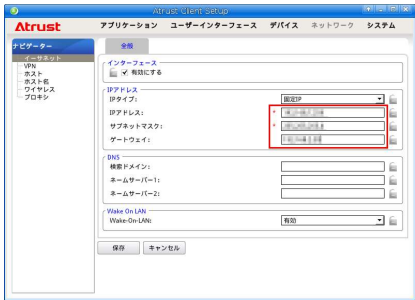 Atrust Client Setup
Atrust
アプリケーション ユーザーインターフェース デバイス ネットワーク システム
ナビゲーター
イーサネット
VPN
ホスト
ホスト名
ワイヤレス
プロキシ
全般
インターフェース
有効にする
IPアドレス
IPタイプ:
固定IP
IPアドレス:
*
サブネットマスク:
*
ゲートウェイ:
DNS
検索ドメイン:
ネームサーバー1:
ネームサーバー2:
Wake On LAN
Wake-On-LAN:
有効
保存
キャンセル